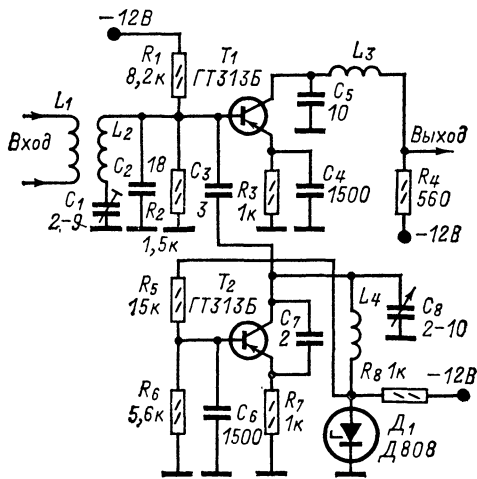 −12В
R1
8,2к
T1
ГТ313Б
L3
C5
10
L1
Вход
L2
C2
18
C1
2-9
R2
1,5к
C3
3
R3
1к
C4
1500
Выход
R4
560
−12В
R5
15к
T2
ГТ313Б
C7
2
L4
C8
2-10
R6
5,6к
C6
1500
R7
1к
R8 1к
−12В
Д1
Д808